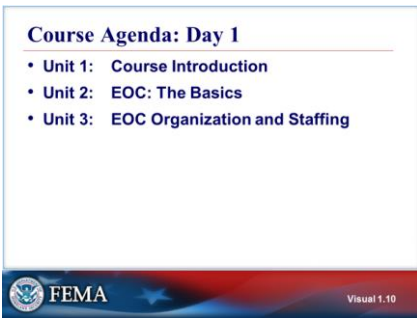 Course Agenda: Day 1
• Unit 1: Course Introduction
• Unit 2: EOC: The Basics
• Unit 3: EOC Organization and Staffing
FEMA
Visual 1.10